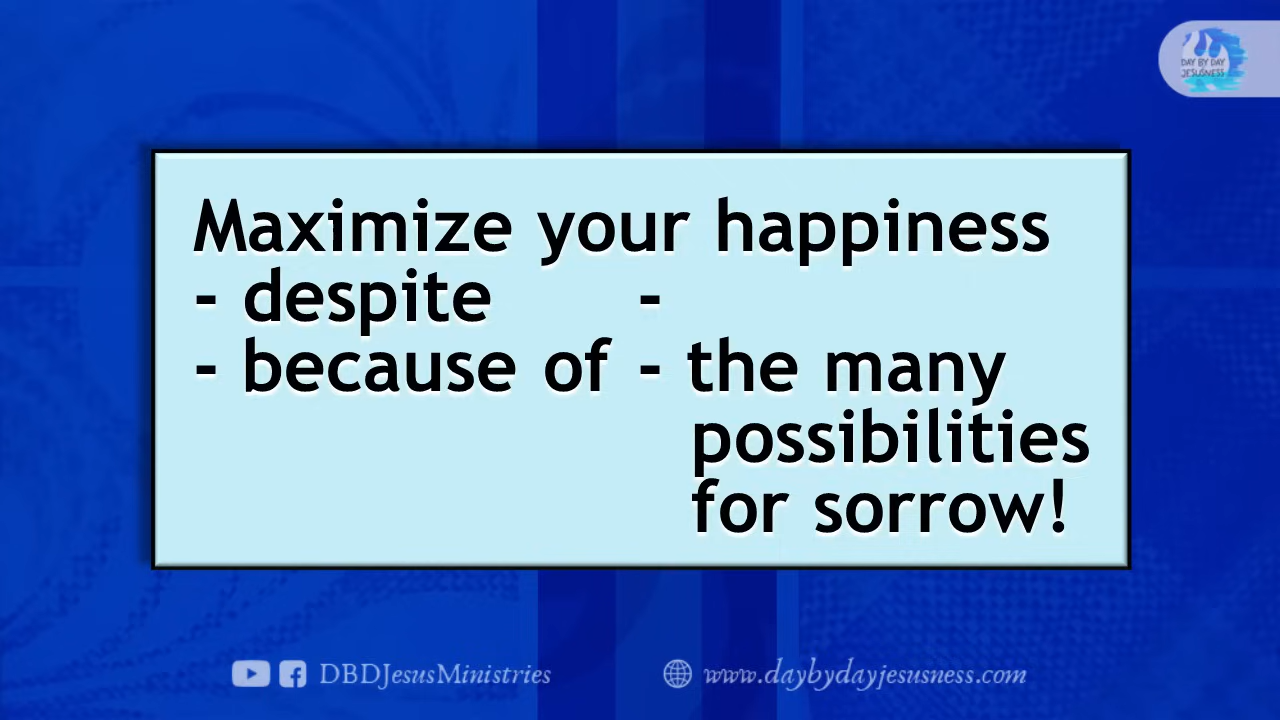 DAY BY DAY
JESUSNESS
Maximize your happiness
- despite -
- because of - the many
possibilities
for sorrow!
DBDJesusMinistries
www.daybydayjesusness.com